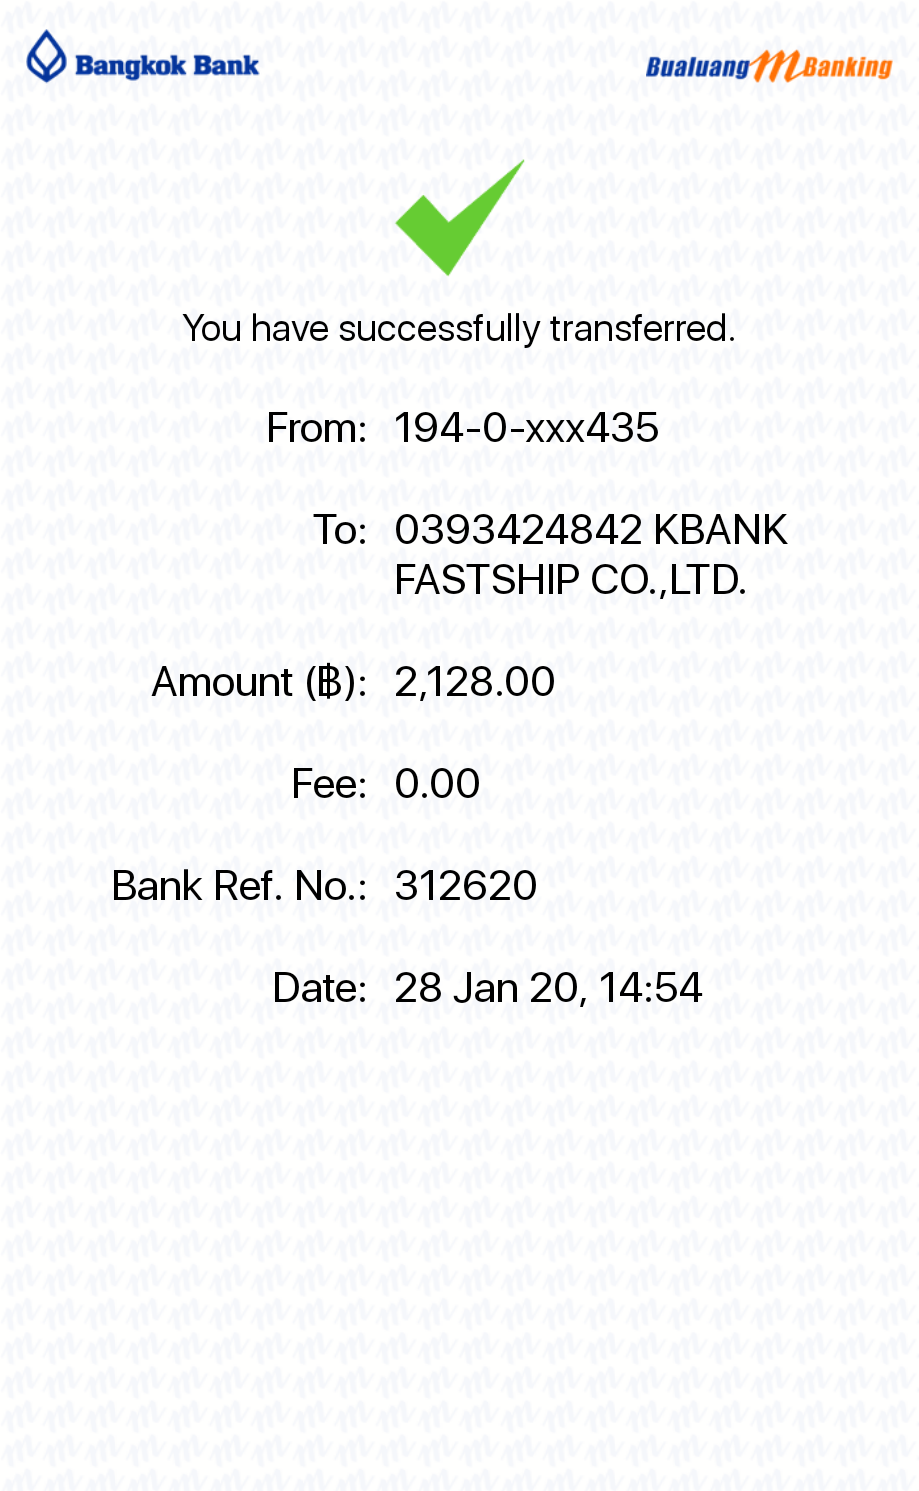 Bangkok Bank
Bualuang mBanking
You have successfully transferred.
From: 194-0-xxx435
To: 0393424842 KBANK
FASTSHIP CO.,LTD.
Amount (฿): 2,128.00
Fee: 0.00
Bank Ref. No.: 312620
Date: 28 Jan 20, 14:54